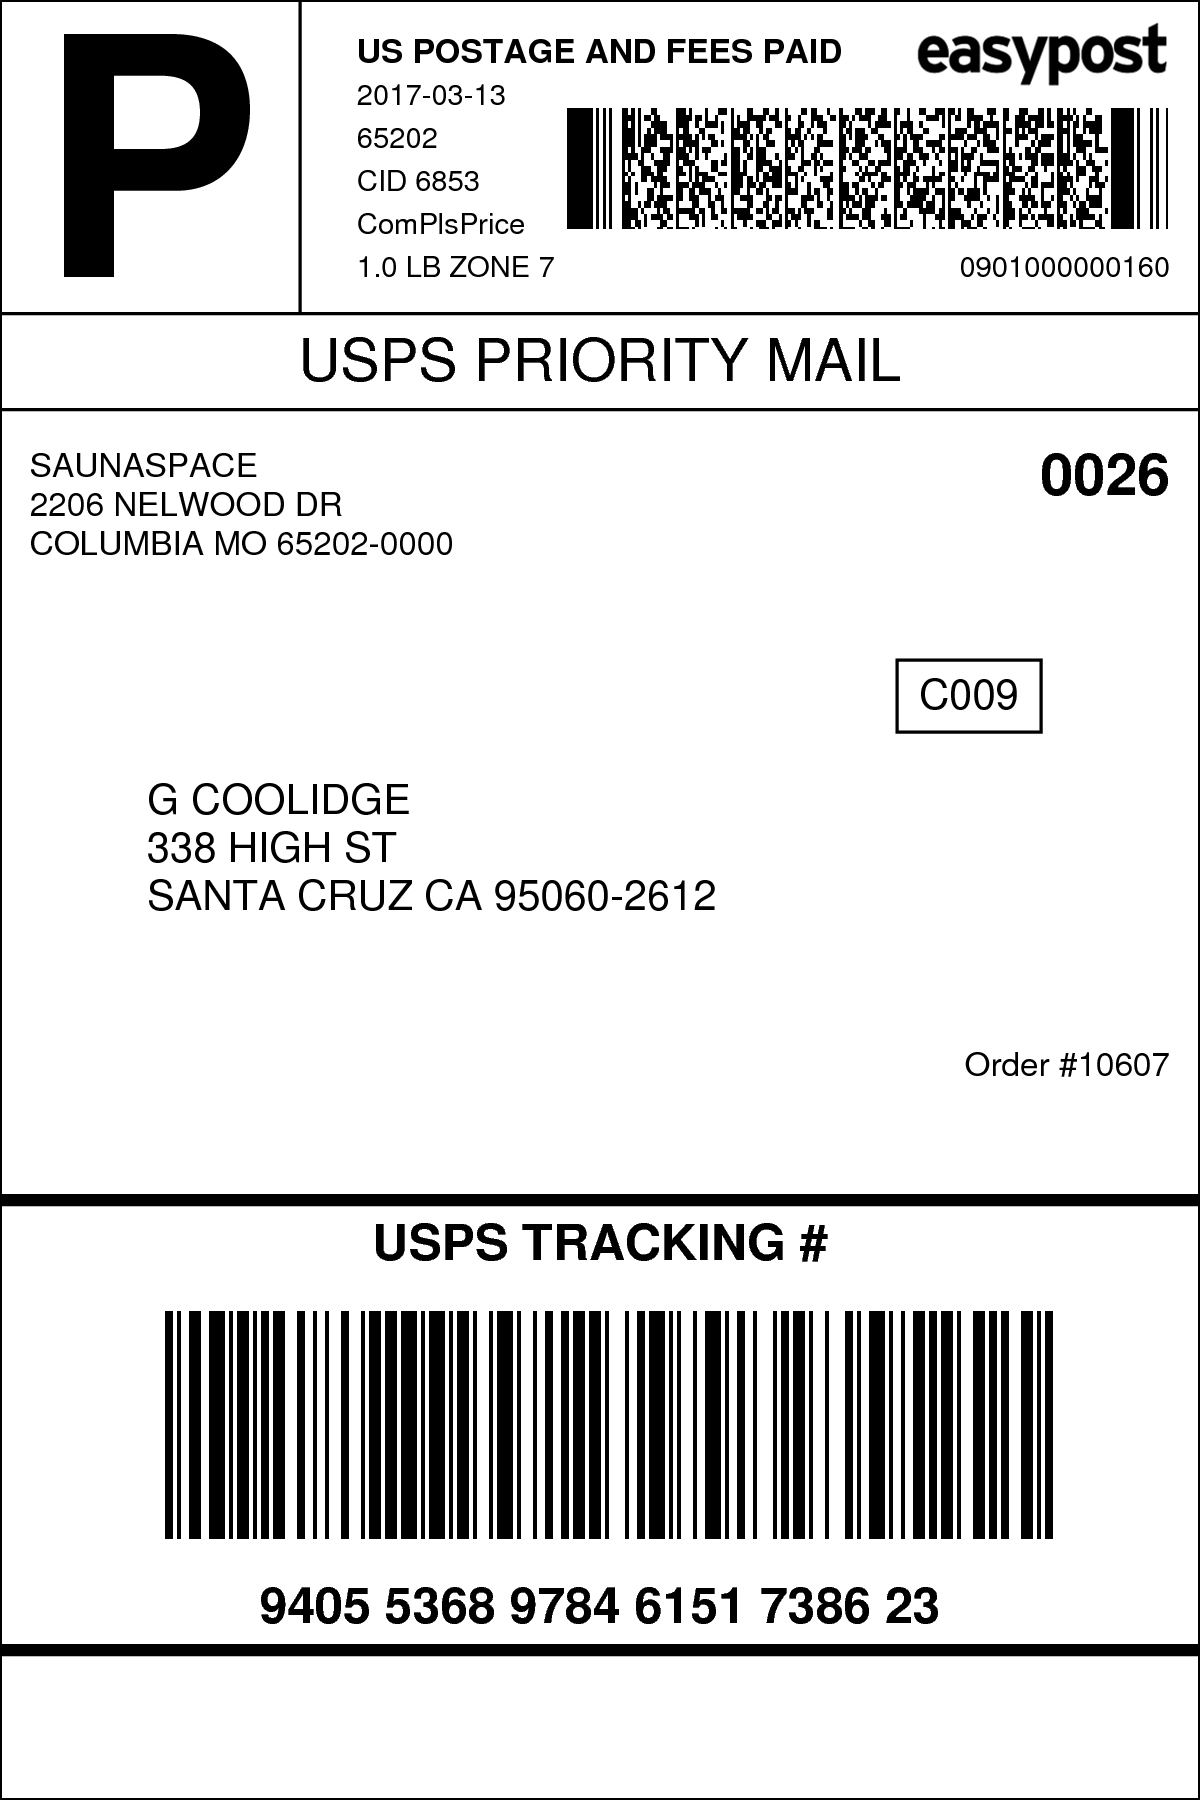 P
US POSTAGE AND FEES PAID
easypost
2017-03-13
65202
CID 6853
ComPlsPrice
1.0 LB ZONE 7
0901000000160
USPS PRIORITY MAIL
SAUNASPACE
2206 NELWOOD DR
COLUMBIA MO 65202-0000
0026
C009
G COOLIDGE
338 HIGH ST
SANTA CRUZ CA 95060-2612
Order #10607
USPS TRACKING #
9405 5368 9784 6151 7386 23